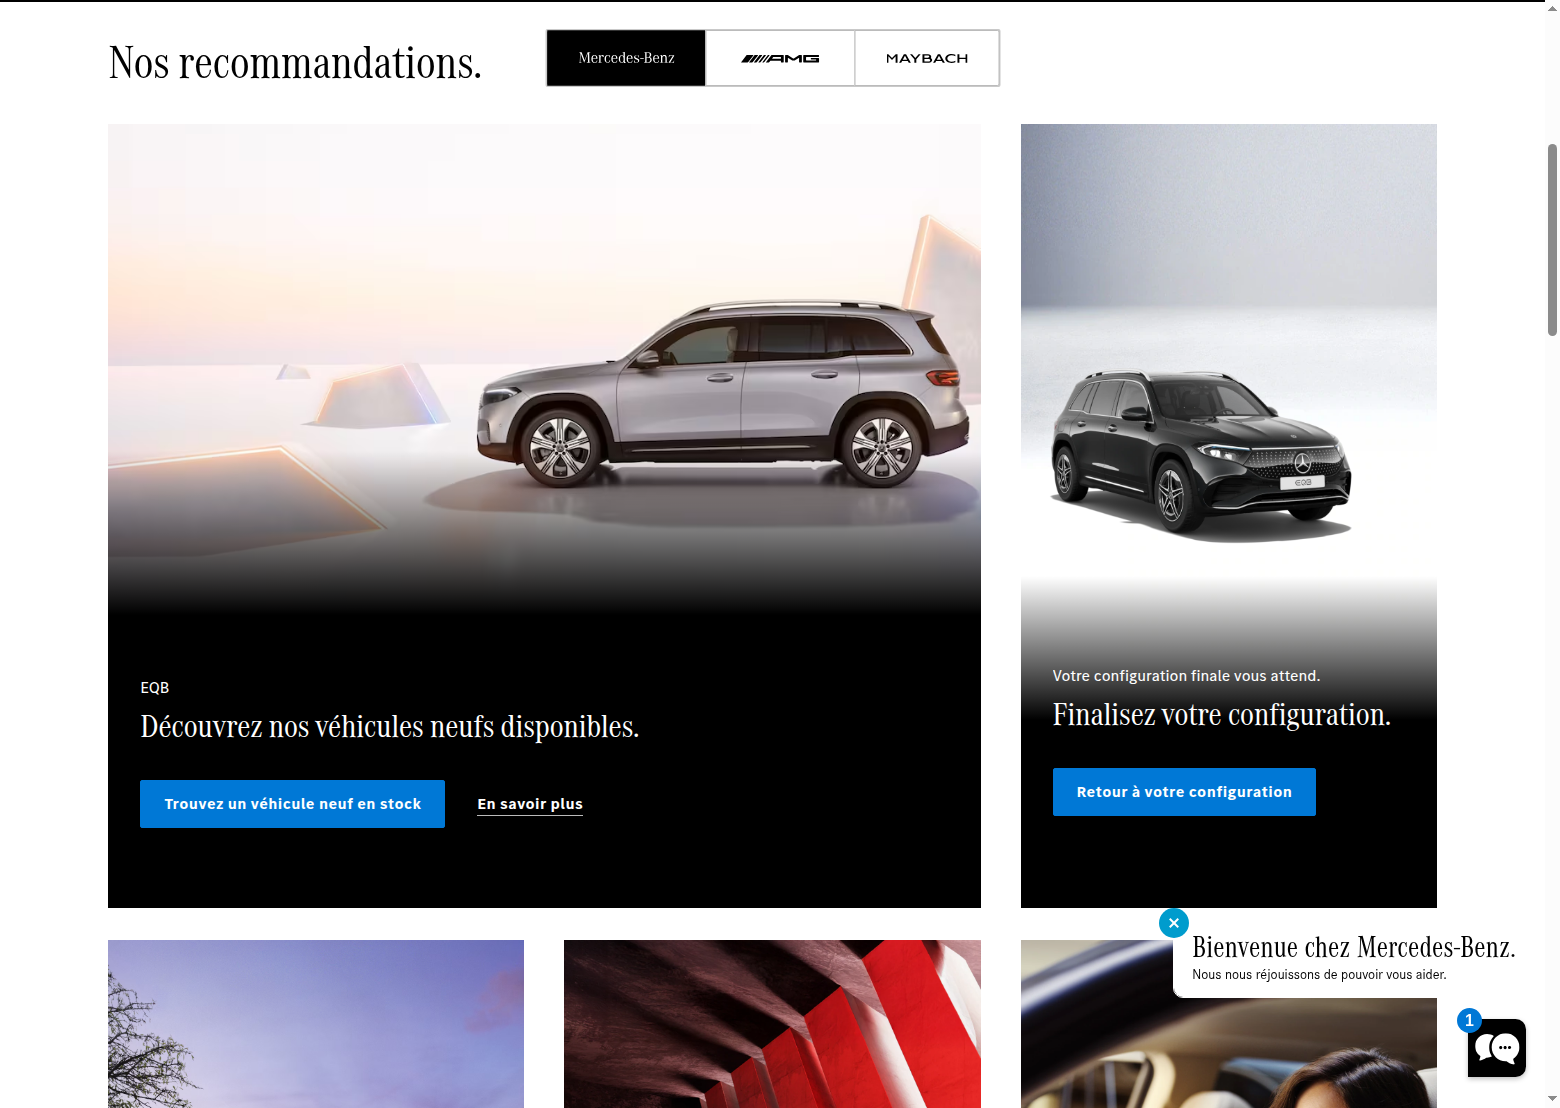 Nos recommandations.
Mercedes-Benz
AMG
MAYBACH
EQB
EQB
Découvrez nos véhicules neufs disponibles.
Trouvez un véhicule neuf en stock
En savoir plus
Votre configuration finale vous attend.
Finalisez votre configuration.
Retour à votre configuration
Bienvenue chez Mercedes-Benz.
Nous nous réjouissons de pouvoir vous aider.
1